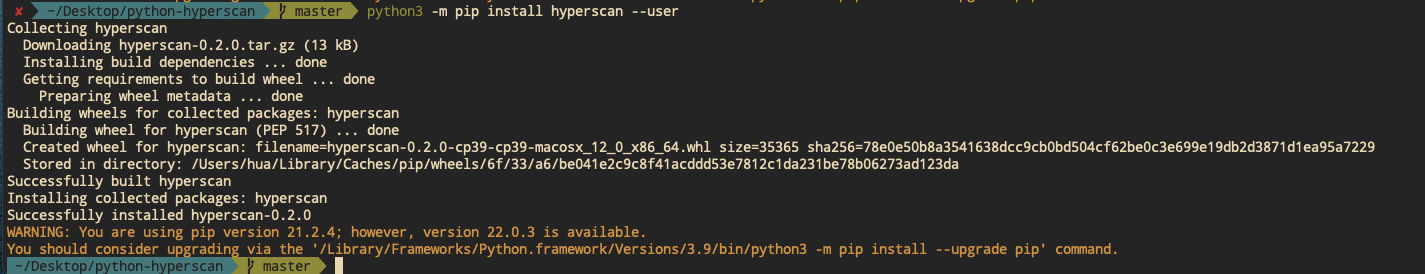 ✘ ~/Desktop/python-hyperscan master python3 -m pip install hyperscan --user
Collecting hyperscan
Downloading hyperscan-0.2.0.tar.gz (13 kB)
Installing build dependencies ... done
Getting requirements to build wheel ... done
Preparing wheel metadata ... done
Building wheels for collected packages: hyperscan
Building wheel for hyperscan (PEP 517) ... done
Created wheel for hyperscan: filename=hyperscan-0.2.0-cp39-cp39-macosx_12_0_x86_64.whl size=35365 sha256=78e0e50b8a3541638dcc9cb0bd504cf62be0c3e699e19db2d3871d1ea95a7229
Stored in directory: /Users/hua/Library/Caches/pip/wheels/6f/33/a6/be041e2c9c8f41acddd53e7812c1da231be78b06273ad123da
Successfully built hyperscan
Installing collected packages: hyperscan
Successfully installed hyperscan-0.2.0
WARNING: You are using pip version 21.2.4; however, version 22.0.3 is available.
You should consider upgrading via the '/Library/Frameworks/Python.framework/Versions/3.9/bin/python3 -m pip install --upgrade pip' command.
~/Desktop/python-hyperscan master